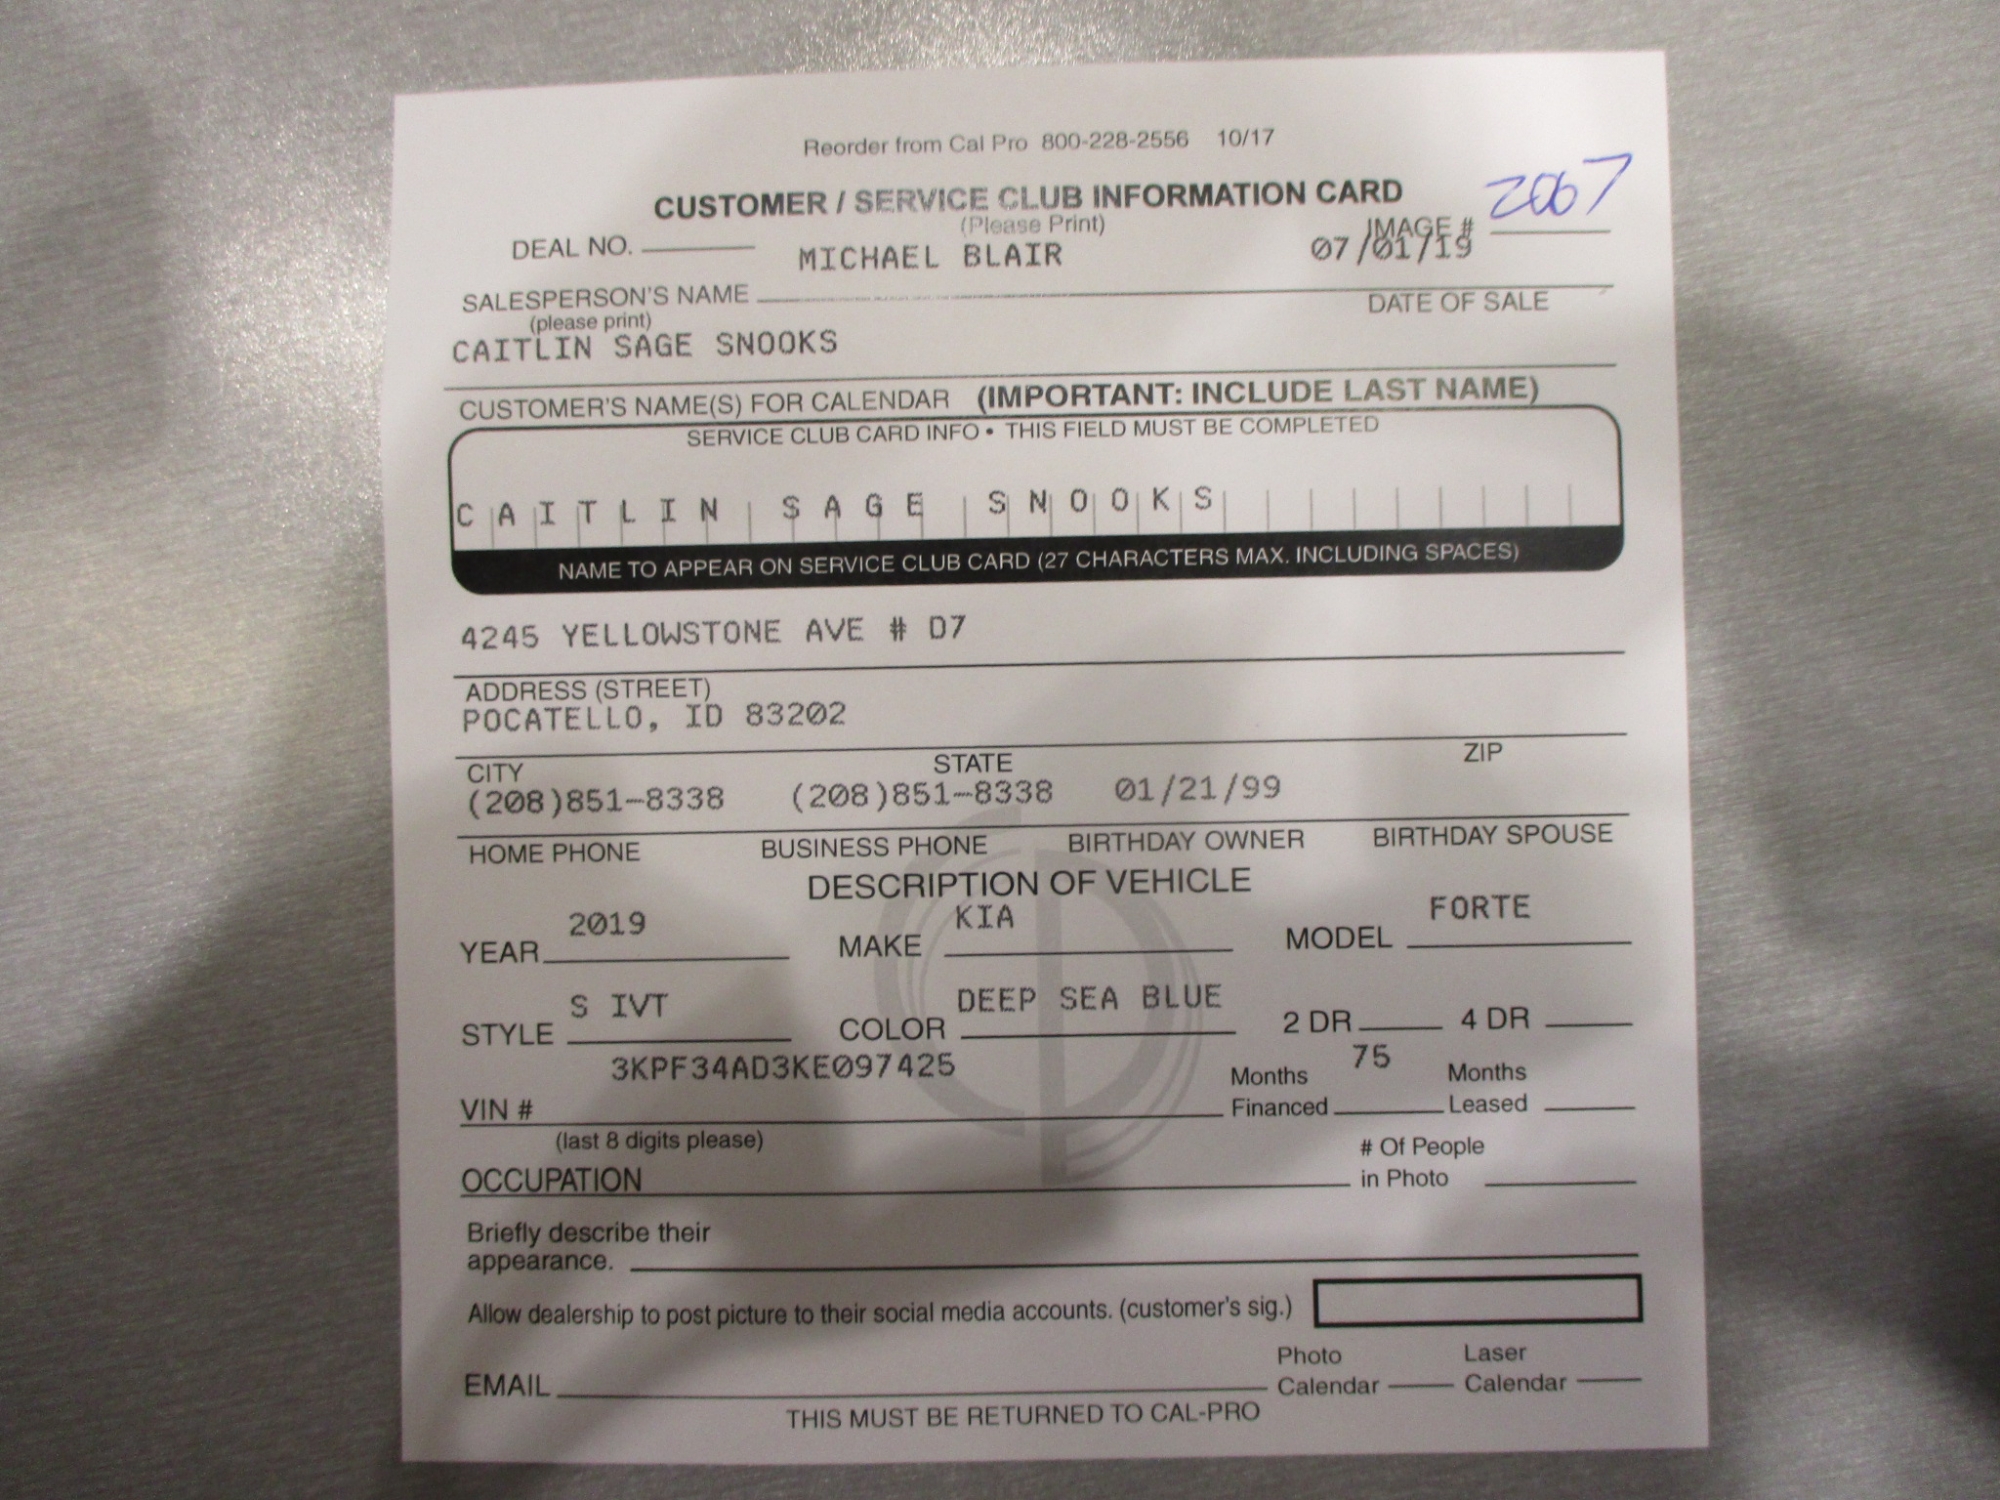 Reorder from Cal Pro 800-228-2556 10/17
CUSTOMER / SERVICE CLUB INFORMATION CARD
2067
(Please Print)
IMAGE #
DEAL NO.
MICHAEL BLAIR 07/01/19
SALESPERSON'S NAME DATE OF SALE
(please print)
CAITLIN SAGE SNOOKS
CUSTOMER'S NAME(S) FOR CALENDAR (IMPORTANT: INCLUDE LAST NAME)
SERVICE CLUB CARD INFO • THIS FIELD MUST BE COMPLETED
CAITLIN SAGE SNOOKS
NAME TO APPEAR ON SERVICE CLUB CARD (27 CHARACTERS MAX. INCLUDING SPACES)
4245 YELLOWSTONE AVE # D7
ADDRESS (STREET)
POCATELLO, ID 83202
CITY STATE ZIP
(208)851-8338 (208)851-8338 01/21/99
HOME PHONE BUSINESS PHONE BIRTHDAY OWNER BIRTHDAY SPOUSE
DESCRIPTION OF VEHICLE
2019 KIA FORTE
YEAR MAKE MODEL
S IVT DEEP SEA BLUE
STYLE COLOR 2 DR 4 DR
3KPF34AD3KE097425 75
Months Months
VIN # Financed Leased
(last 8 digits please)
# Of People
OCCUPATION in Photo
Briefly describe their
appearance.
Allow dealership to post picture to their social media accounts. (customer's sig.)
Photo Laser
EMAIL Calendar Calendar
THIS MUST BE RETURNED TO CAL-PRO